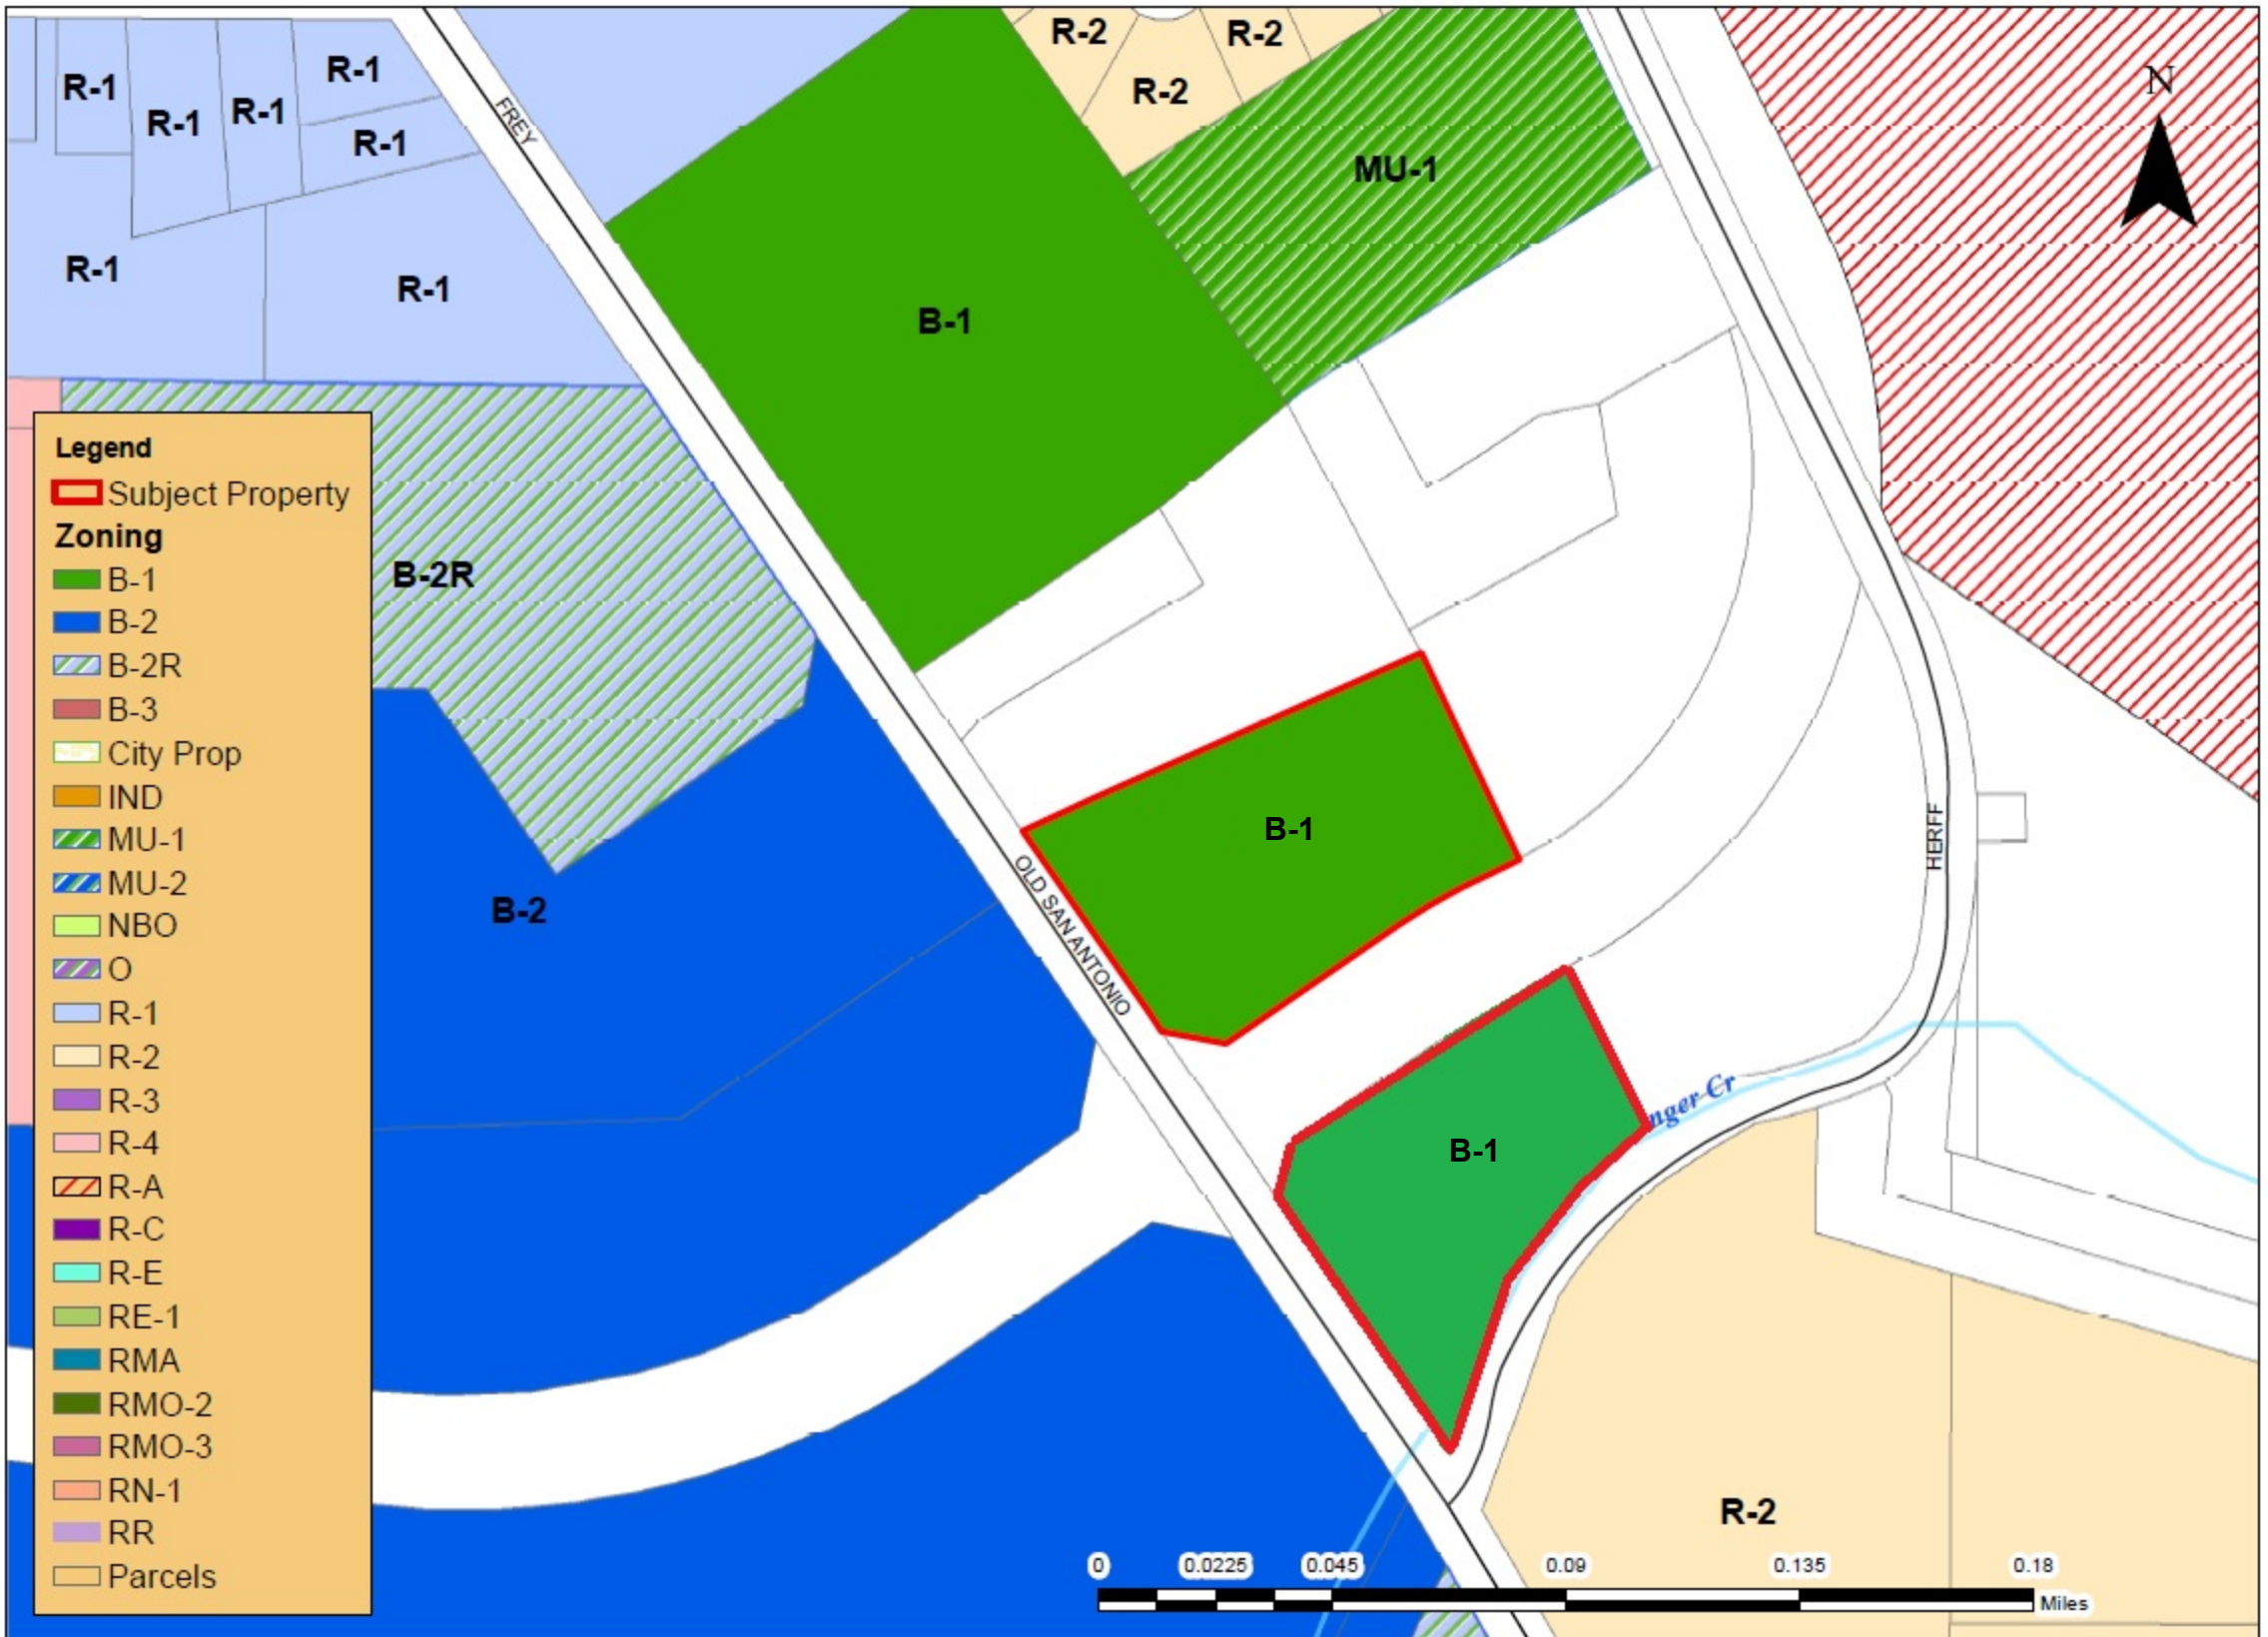 R-2
R-2
R-1
R-1
R-2
R-1
R-1
FREY
R-1
R-1
MU-1
N
R-1
R-1
B-1
Legend
Subject Property
Zoning
B-1
B-2
B-2R
B-3
City Prop
IND
MU-1
MU-2
NBO
O
R-1
R-2
R-3
R-4
R-A
R-C
R-E
RE-1
RMA
RMO-2
RMO-3
RN-1
RR
Parcels
B-2R
B-1
HERFF
B-2
OLD SAN ANTONIO
nger Cr
B-1
R-2
0 0.0225 0.045 0.09 0.135 0.18
Miles